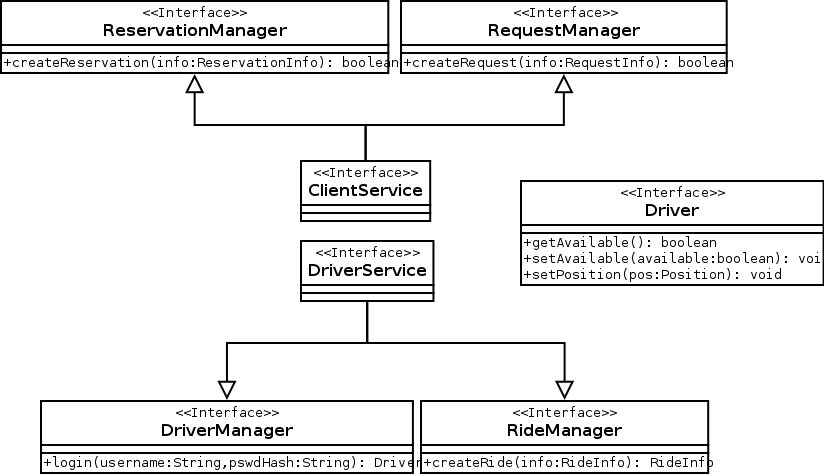 <<Interface>>
ReservationManager
+createReservation(info:ReservationInfo): boolean
<<Interface>>
RequestManager
+createRequest(info:RequestInfo): boolean
<<Interface>>
ClientService
<<Interface>>
Driver
+getAvailable(): boolean
+setAvailable(available:boolean): voi
+setPosition(pos:Position): void
<<Interface>>
DriverService
<<Interface>>
DriverManager
+login(username:String,pswdHash:String): Driver
<<Interface>>
RideManager
+createRide(info:RideInfo): RideInfo